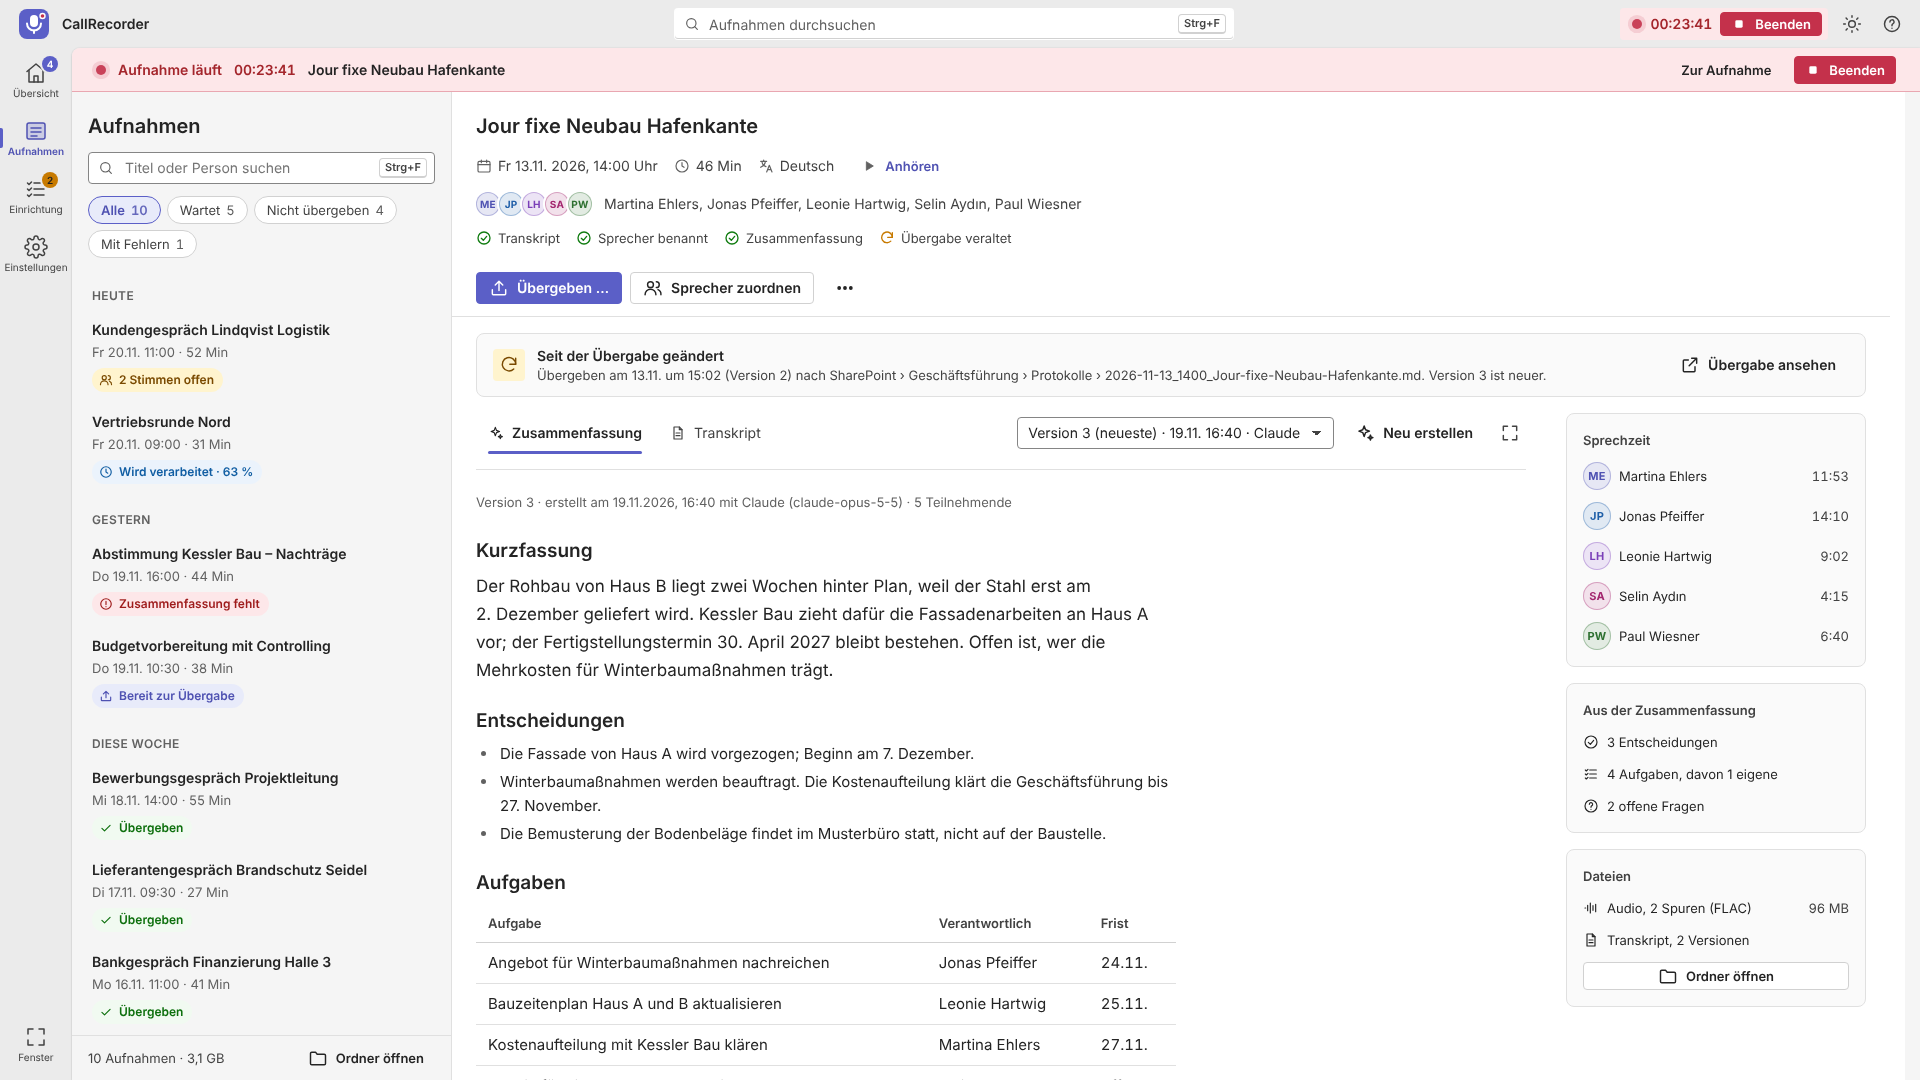 CallRecorder
Aufnahmen durchsuchen
Strg+F
00:23:41
Beenden
4
Übersicht
Aufnahmen
2
Einrichtung
Einstellungen
Fenster
Aufnahme läuft 00:23:41 Jour fixe Neubau Hafenkante
Zur Aufnahme
Beenden
Aufnahmen
Titel oder Person suchen
Strg+F
Alle 10
Wartet 5
Nicht übergeben 4
Mit Fehlern 1
HEUTE
Kundengespräch Lindqvist Logistik
Fr 20.11. 11:00 · 52 Min
2 Stimmen offen
Vertriebsrunde Nord
Fr 20.11. 09:00 · 31 Min
Wird verarbeitet · 63 %
GESTERN
Abstimmung Kessler Bau – Nachträge
Do 19.11. 16:00 · 44 Min
Zusammenfassung fehlt
Budgetvorbereitung mit Controlling
Do 19.11. 10:30 · 38 Min
Bereit zur Übergabe
DIESE WOCHE
Bewerbungsgespräch Projektleitung
Mi 18.11. 14:00 · 55 Min
Übergeben
Lieferantengespräch Brandschutz Seidel
Di 17.11. 09:30 · 27 Min
Übergeben
Bankgespräch Finanzierung Halle 3
Mo 16.11. 11:00 · 41 Min
Übergeben
10 Aufnahmen · 3,1 GB
Ordner öffnen
Jour fixe Neubau Hafenkante
Fr 13.11. 2026, 14:00 Uhr
46 Min
Deutsch
Anhören
ME JP LH SA PW
Martina Ehlers, Jonas Pfeiffer, Leonie Hartwig, Selin Aydın, Paul Wiesner
Transkript
Sprecher benannt
Zusammenfassung
Übergabe veraltet
Übergeben ...
Sprecher zuordnen
Seit der Übergabe geändert
Übergeben am 13.11. um 15:02 (Version 2) nach SharePoint › Geschäftsführung › Protokolle › 2026-11-13_1400_Jour-fixe-Neubau-Hafenkante.md. Version 3 ist neuer.
Übergabe ansehen
Zusammenfassung
Transkript
Version 3 (neueste) · 19.11. 16:40 · Claude
Neu erstellen
Version 3 · erstellt am 19.11.2026, 16:40 mit Claude (claude-opus-5-5) · 5 Teilnehmende
Kurzfassung
Der Rohbau von Haus B liegt zwei Wochen hinter Plan, weil der Stahl erst am
2. Dezember geliefert wird. Kessler Bau zieht dafür die Fassadenarbeiten an Haus A
vor; der Fertigstellungstermin 30. April 2027 bleibt bestehen. Offen ist, wer die
Mehrkosten für Winterbaumaßnahmen trägt.
Entscheidungen
• Die Fassade von Haus A wird vorgezogen; Beginn am 7. Dezember.
• Winterbaumaßnahmen werden beauftragt. Die Kostenaufteilung klärt die Geschäftsführung bis
27. November.
• Die Bemusterung der Bodenbeläge findet im Musterbüro statt, nicht auf der Baustelle.
Aufgaben
Aufgabe Verantwortlich Frist
Angebot für Winterbaumaßnahmen nachreichen Jonas Pfeiffer 24.11.
Bauzeitenplan Haus A und B aktualisieren Leonie Hartwig 25.11.
Kostenaufteilung mit Kessler Bau klären Martina Ehlers 27.11.
Sprechzeit
ME Martina Ehlers 11:53
JP Jonas Pfeiffer 14:10
LH Leonie Hartwig 9:02
SA Selin Aydın 4:15
PW Paul Wiesner 6:40
Aus der Zusammenfassung
3 Entscheidungen
4 Aufgaben, davon 1 eigene
2 offene Fragen
Dateien
Audio, 2 Spuren (FLAC) 96 MB
Transkript, 2 Versionen
Ordner öffnen